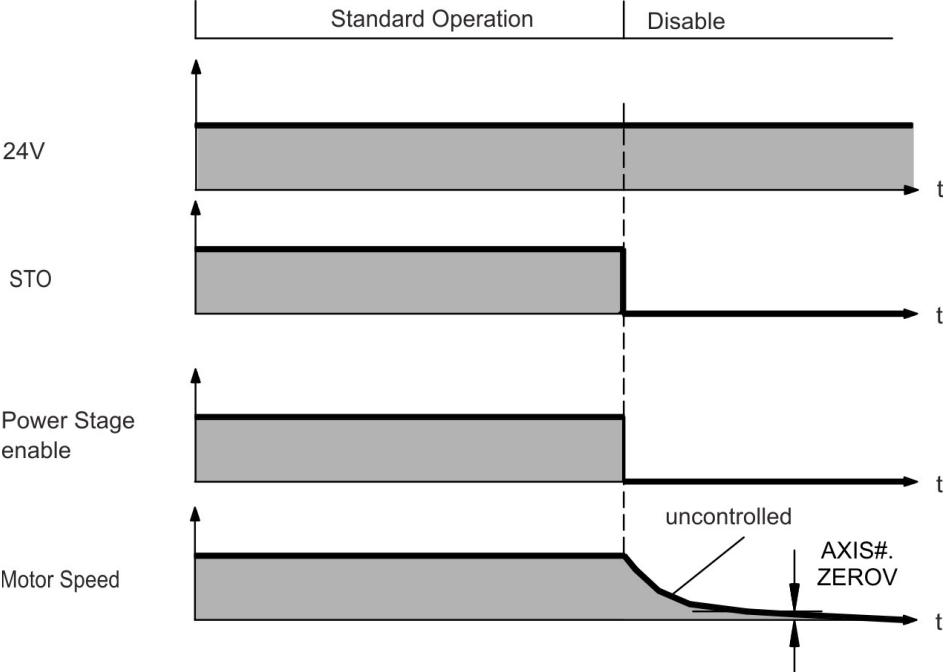 Standard Operation
Disable
24V
t
STO
t
Power Stage
enable
t
uncontrolled
AXIS#.
ZEROV
Motor Speed
t